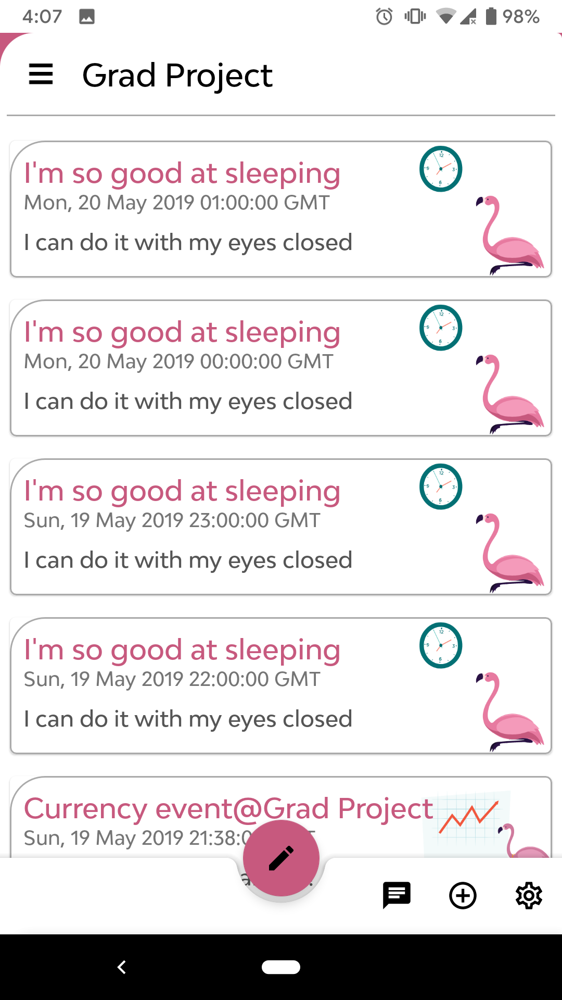 4:07 98%
Grad Project
I'm so good at sleeping
Mon, 20 May 2019 01:00:00 GMT
I can do it with my eyes closed
I'm so good at sleeping
Mon, 20 May 2019 00:00:00 GMT
I can do it with my eyes closed
I'm so good at sleeping
Sun, 19 May 2019 23:00:00 GMT
I can do it with my eyes closed
I'm so good at sleeping
Sun, 19 May 2019 22:00:00 GMT
I can do it with my eyes closed
Currency event@Grad Project
Sun, 19 May 2019 21:38: